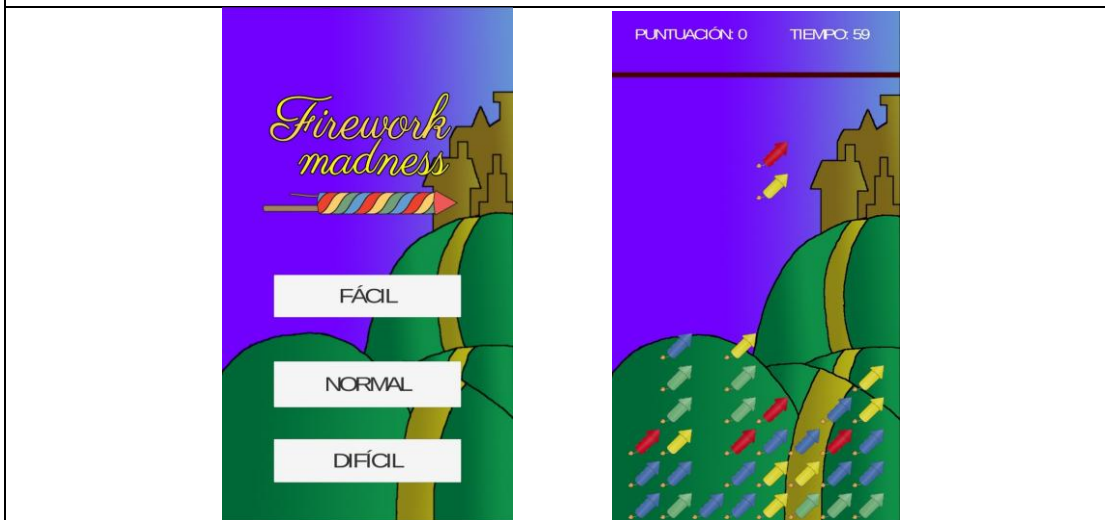 Firework
madness
FÁCIL
NORMAL
DIFÍCIL
PUNTUACIÓN: 0 TIEMPO: 59